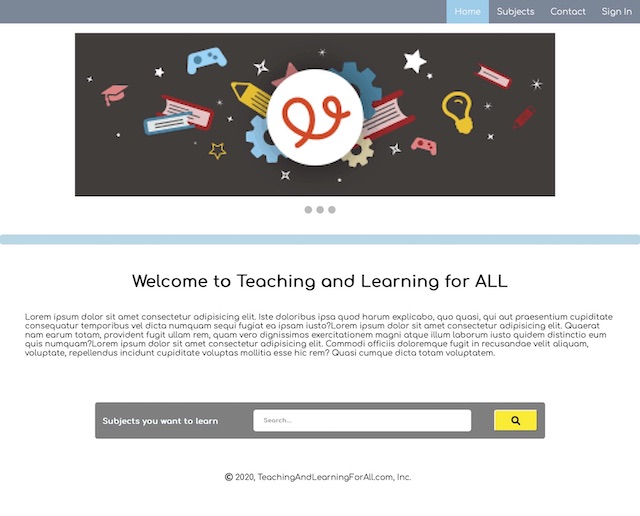 Home Subjects Contact Sign In
Welcome to Teaching and Learning for ALL
Lorem ipsum dolor sit amet consectetur adipisicing elit. Iste doloribus ipsa quod harum explicabo, quo quasi, qui aut praesentium cupiditate
consequatur temporibus vel dicta numquam sequi fugiat ea ipsam iusto?Lorem ipsum dolor sit amet consectetur adipisicing elit. Quaerat
nam earum totam, provident fugit ullam rem, quam vero dignissimos exercitationem magni atque illum laborum iusto quidem distinctio eum
quis numquam?Lorem ipsum dolor sit amet consectetur adipisicing elit. Commodi officiis doloremque fugit in recusandae velit aliquam,
voluptate, repellendus incidunt cupiditate voluptas mollitia esse hic rem? Quasi cumque dicta totam voluptatem.
Subjects you want to learn Search...
© 2020, TeachingAndLearningForAll.com, Inc.